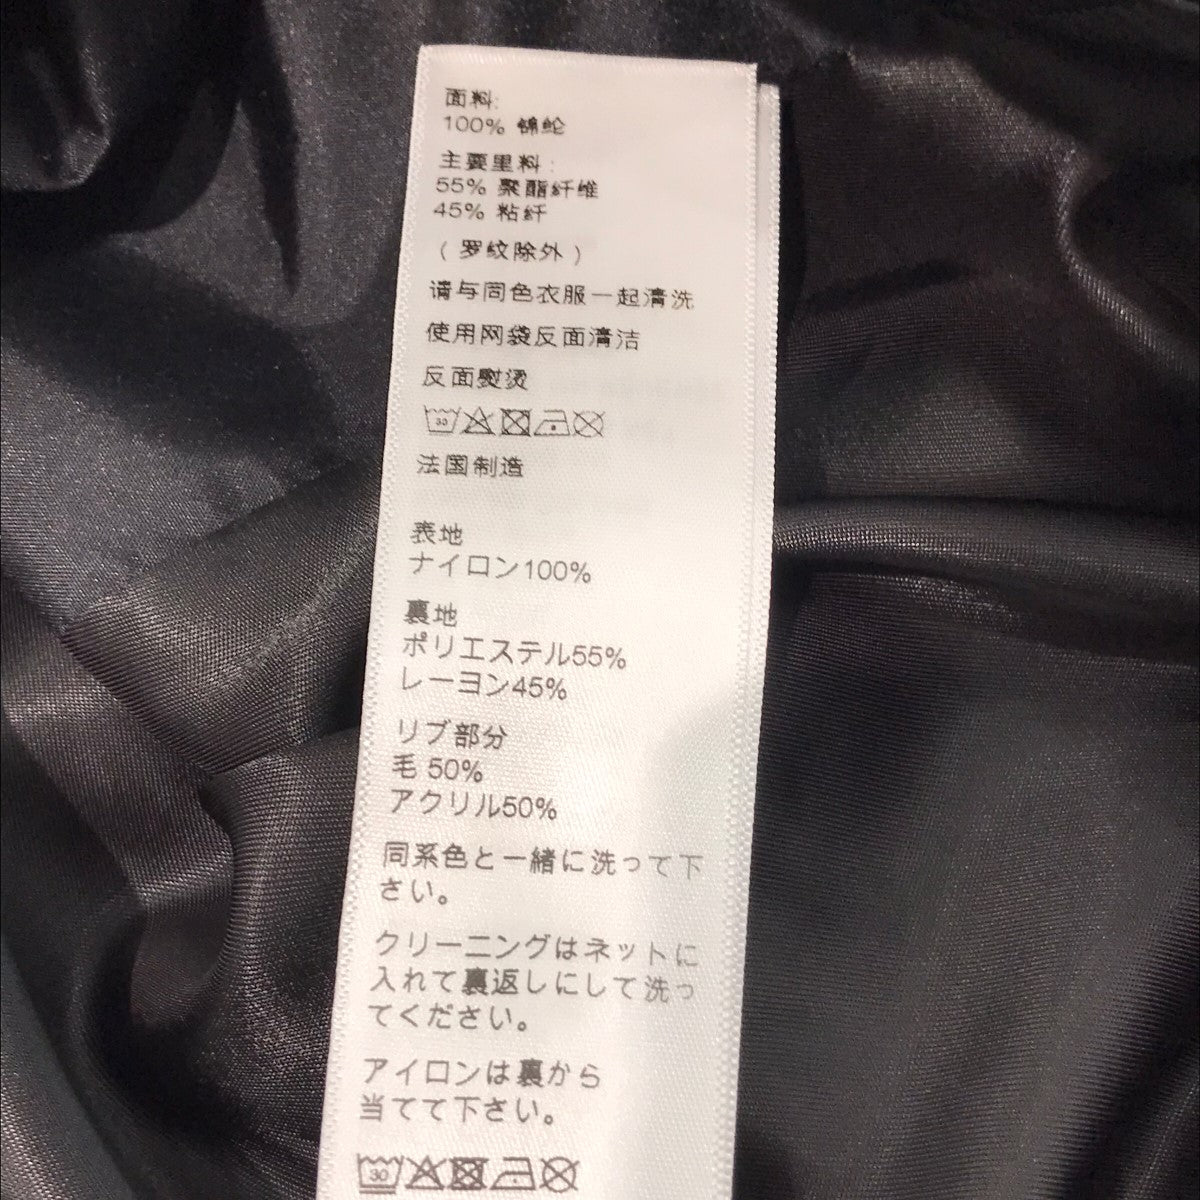 面料:
100% 锦纶
主要里料:
55% 聚酯纤维
45% 粘纤
(罗纹除外)
请与同色衣服一起清洗
使用网袋反面清洁
反面熨烫
30
法国制造
表地
ナイロン100%
裏地
ポリエステル55%
レーヨン45%
リブ部分
毛 50%
アクリル50%
同系色と一緒に洗って下
さい。
クリーニングはネットに
入れて裏返しにして洗っ
てください。
アイロンは裏から
当てて下さい。
30